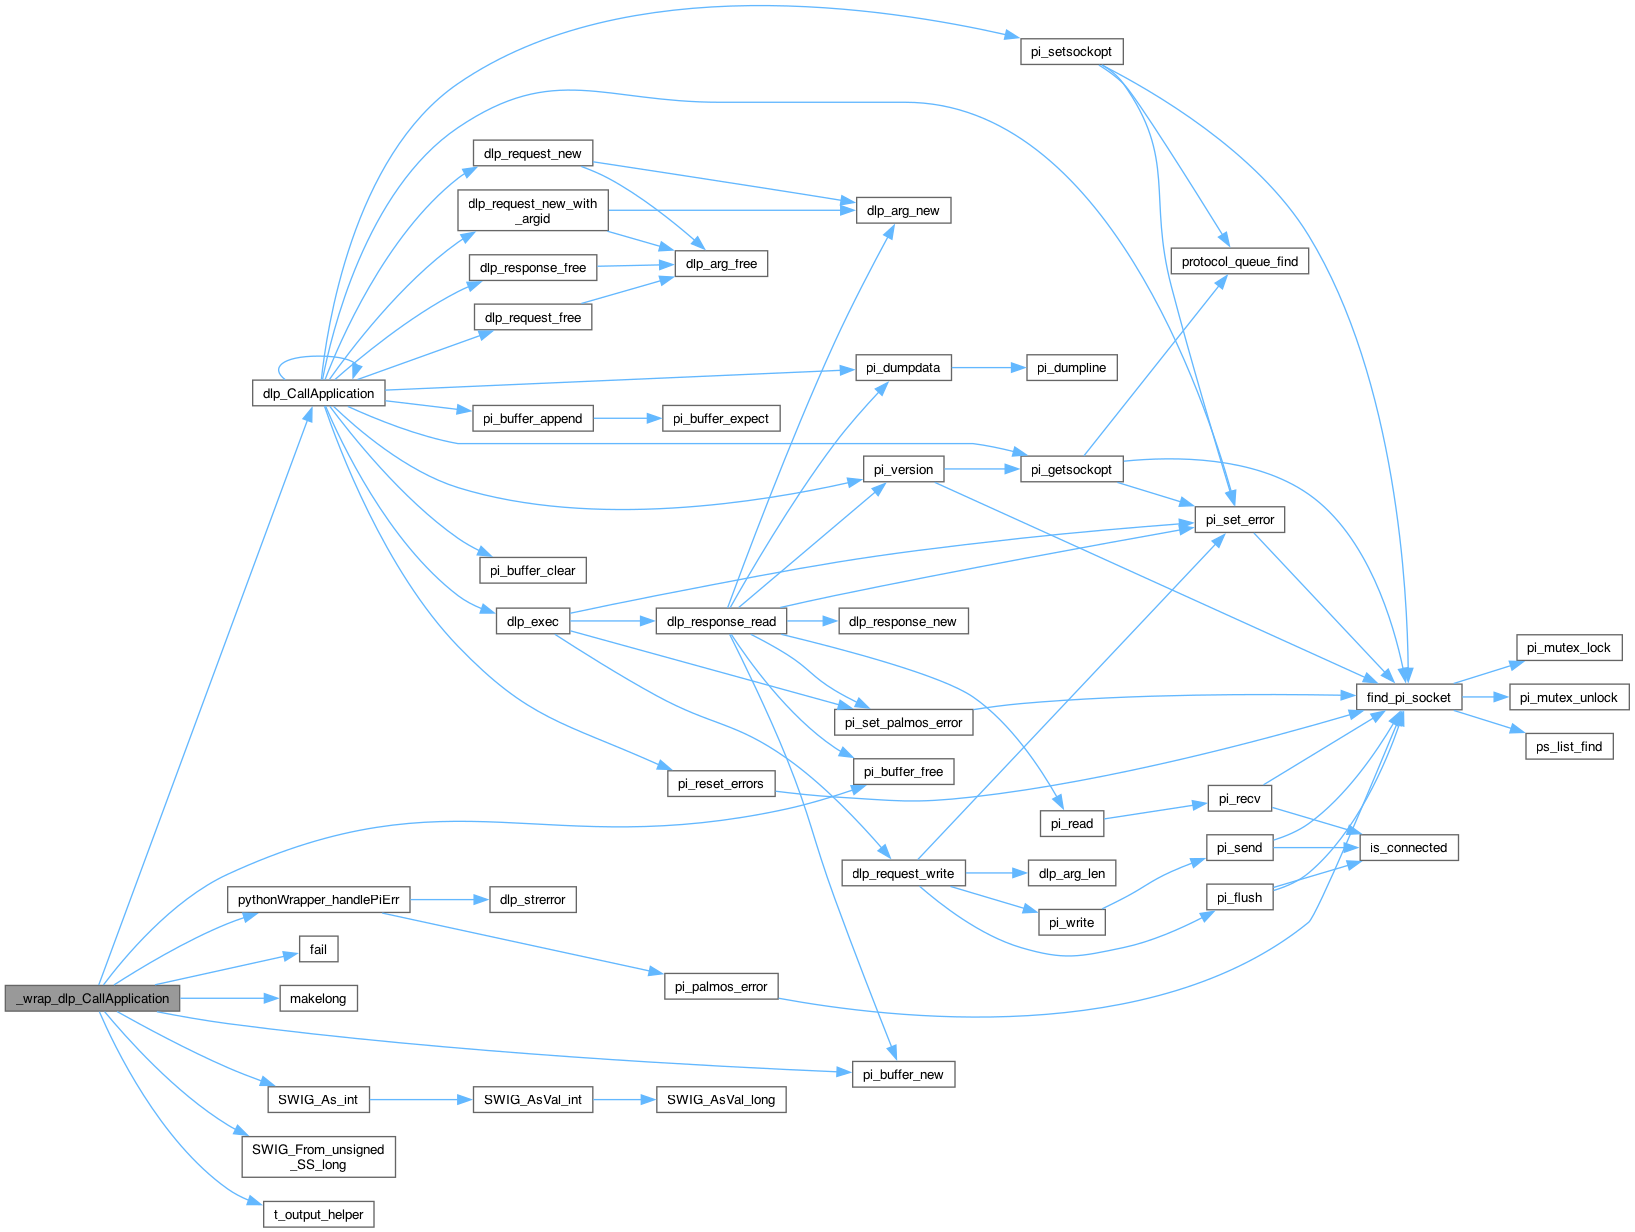 pi_setsockopt
dlp_request_new
dlp_request_new_with
_argid
dlp_arg_new
dlp_response_free
dlp_arg_free
protocol_queue_find
dlp_request_free
pi_dumpdata
pi_dumpline
dlp_CallApplication
pi_buffer_append
pi_buffer_expect
pi_version
pi_getsockopt
pi_set_error
pi_buffer_clear
dlp_exec
dlp_response_read
dlp_response_new
pi_mutex_lock
find_pi_socket
pi_mutex_unlock
pi_set_palmos_error
ps_list_find
pi_reset_errors
pi_buffer_free
pi_recv
pi_read
pi_send
is_connected
dlp_request_write
dlp_arg_len
pythonWrapper_handlePiErr
dlp_strerror
pi_flush
pi_write
fail
pi_palmos_error
_wrap_dlp_CallApplication
makelong
pi_buffer_new
SWIG_As_int
SWIG_AsVal_int
SWIG_AsVal_long
SWIG_From_unsigned
_SS_long
t_output_helper